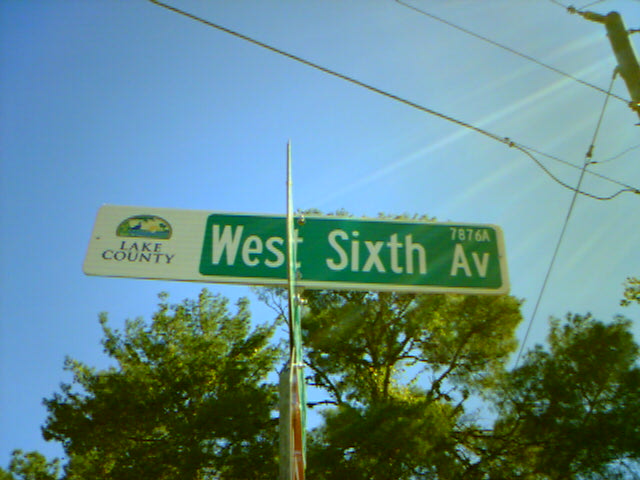 LAKE
COUNTY
West Sixth Av
7876A